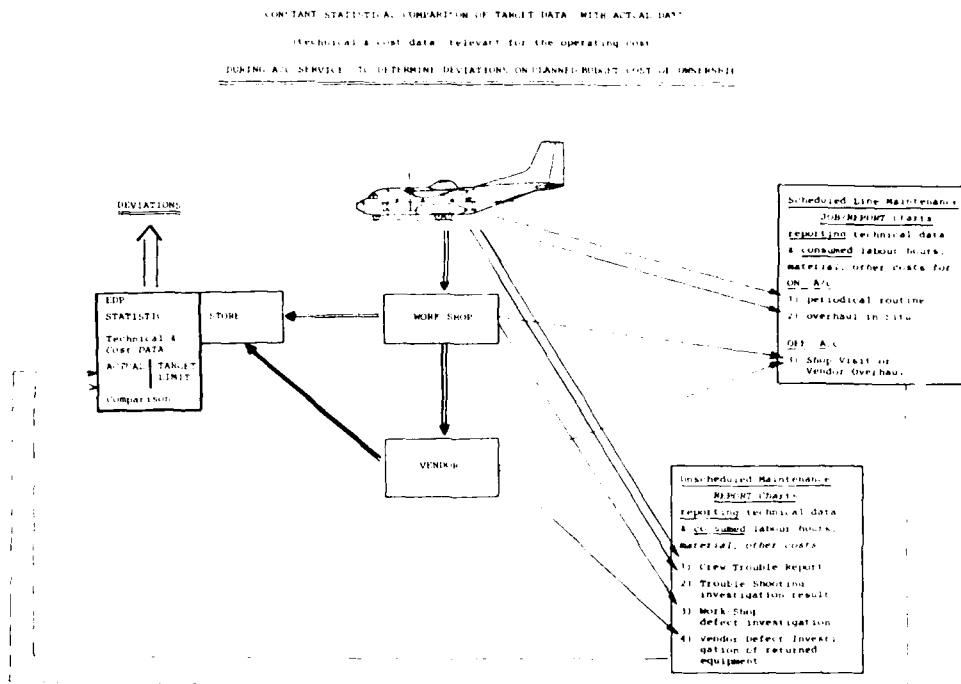 CONSTANT STATISTICAL COMPARISON OF TARGET DATA WITH ACTUAL DATA
(technical & cost data relevant for the operating cost
DURING A/C SERVICE TO DETERMINE DEVIATIONS ON PLANNED BUDGET COST OF OWNERSHIP
DEVIATIONS
EDP
STATISTIC
Technical &
Cost DATA
ACTUAL | TARGET
LIMIT
Comparison
STORE
WORK SHOP
VENDOR
Scheduled Line Maintenance
JOB-REPORT Charts
reporting technical data
& consumed labour hours,
material, other costs for
ON A/C
1) periodical routine
2) overhaul in situ
OFF A/C
3) Shop Visit or
Vendor Overhaul
Unscheduled Maintenance
REPORT Charts
reporting technical data
& consumed labour hours,
material, other costs
1) Crew Trouble Report
2) Trouble Shooting
investigation result
3) Work-Shop
defect investigation
4) Vendor Defect Investi
gation of returned
equipment